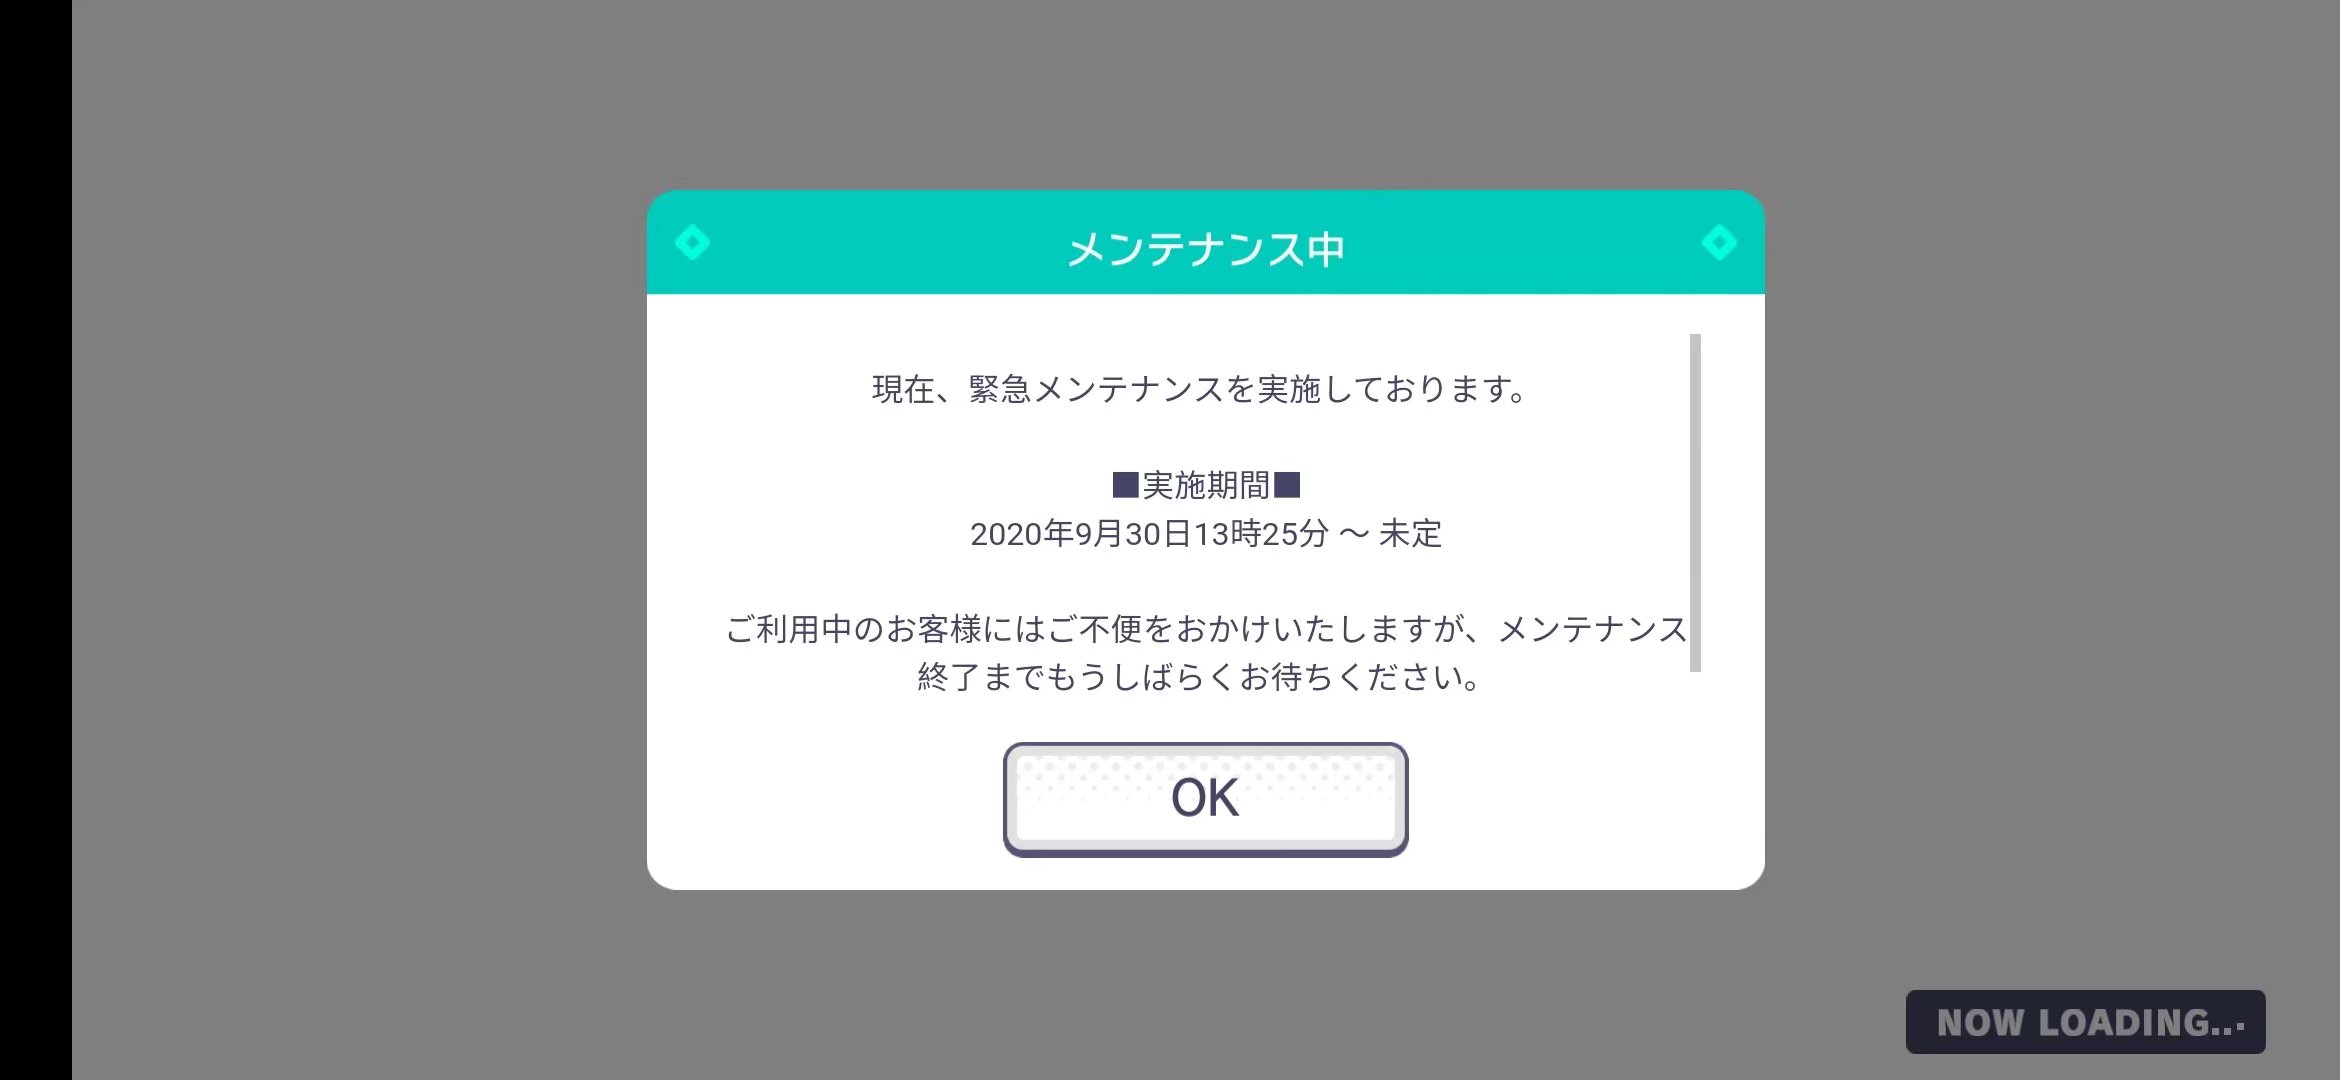 メンテナンス中
現在、緊急メンテナンスを実施しております。
■実施期間■
2020年9月30日13時25分 ～ 未定
ご利用中のお客様にはご不便をおかけいたしますが、メンテナンス
終了までもうしばらくお待ちください。
OK
NOW LOADING...